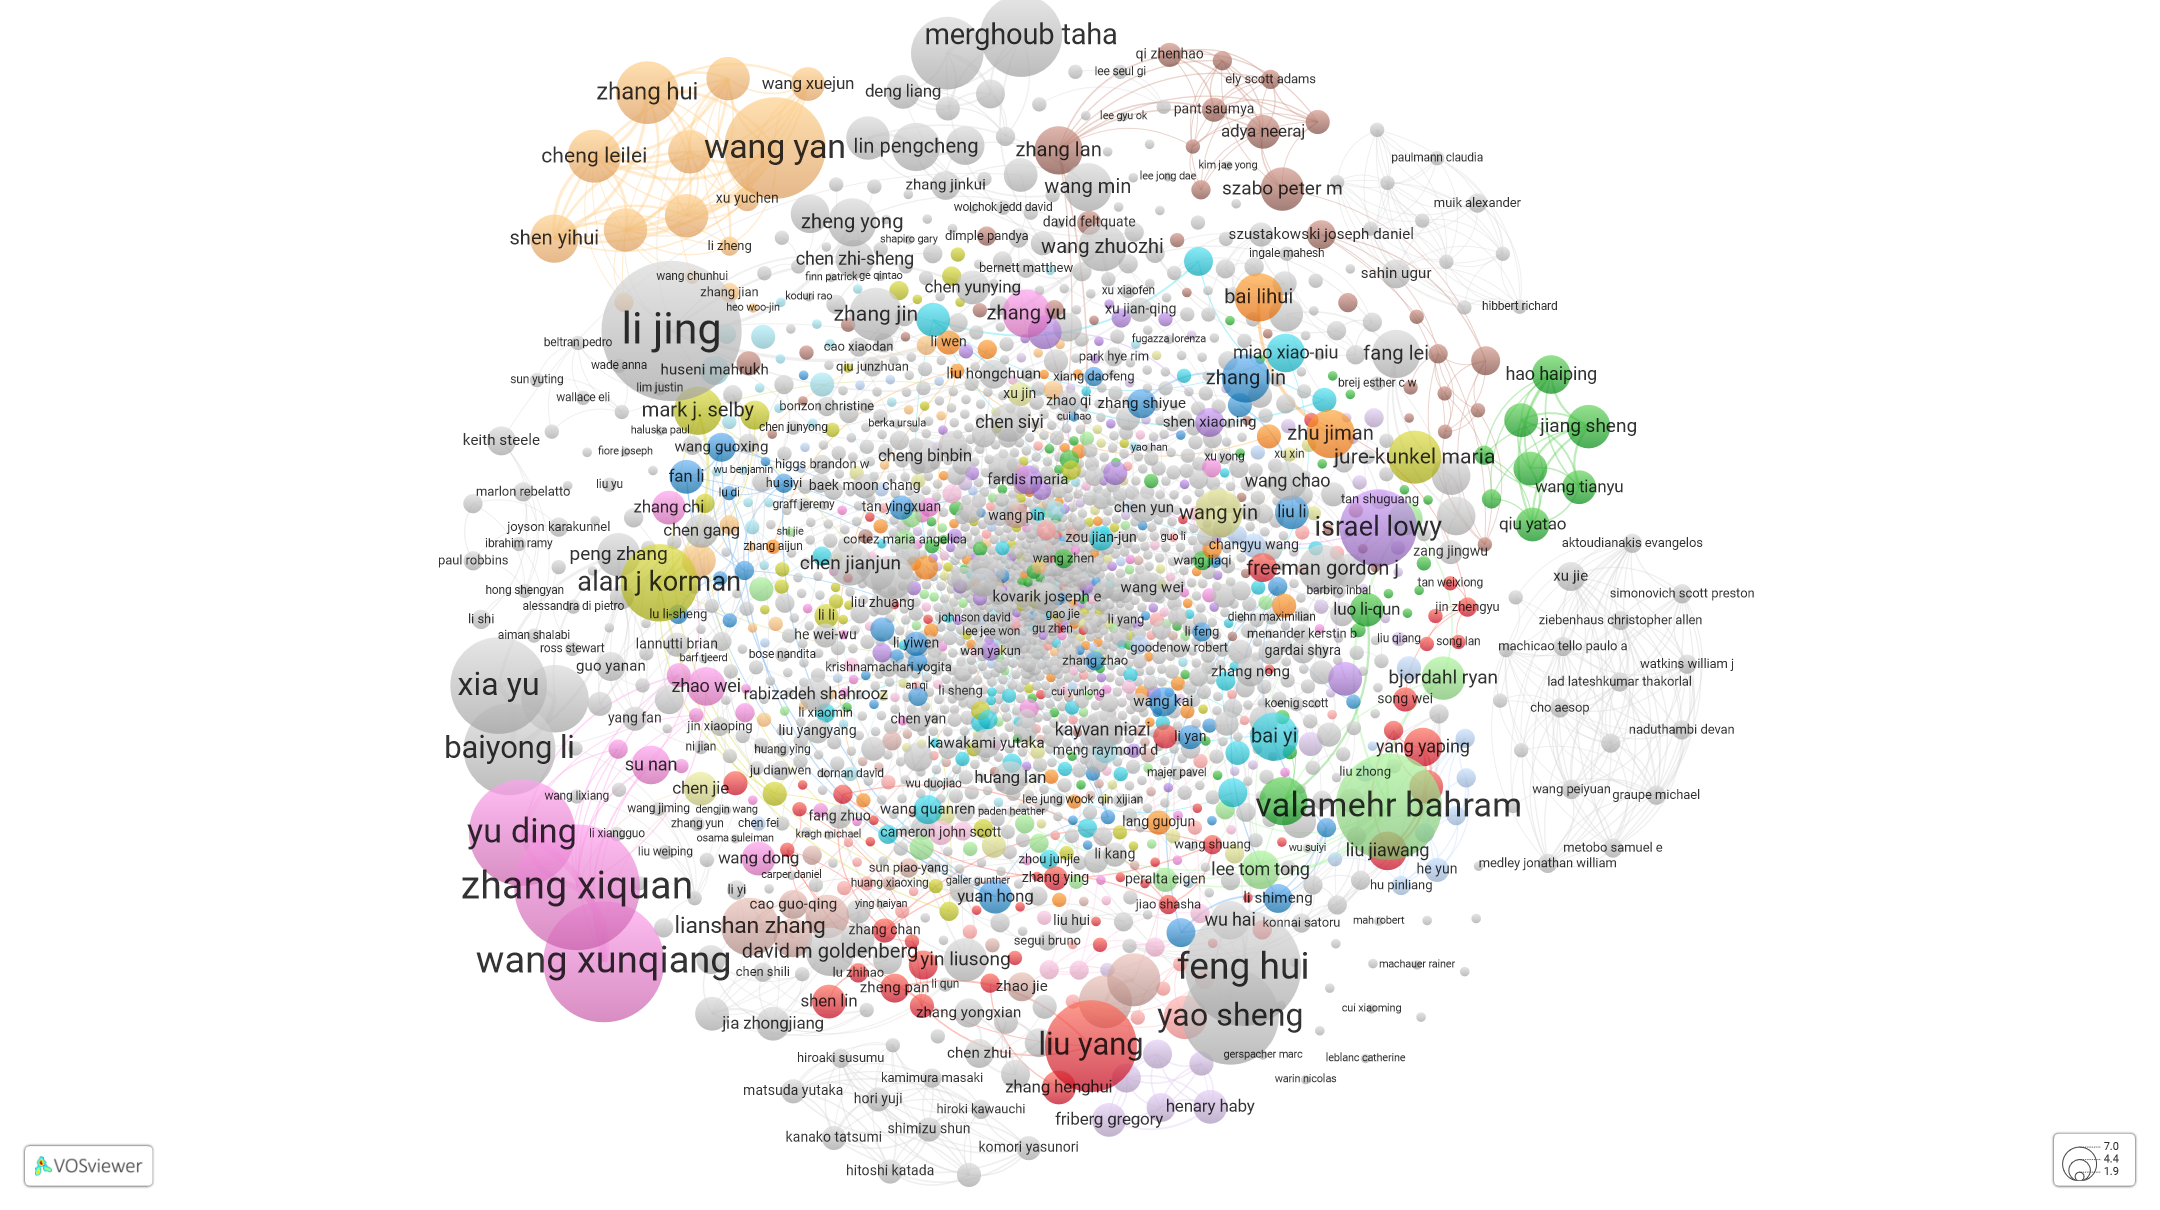 merghoub taha
qi zhenhao
lee seul gi
ely scott adams
zhang hui
wang xuejun
deng liang
pant saumya
lee gyu ok
adya neeraj
wang yan
lin pengcheng
zhang lan
cheng leilei
paulmann claudia
kim jae yong
lee jong dae
zhang jinkui
wang min
szabo peter m
xu yuchen
muik alexander
wolchok jedd david
zheng yong
david feltquate
shen yihui
shapiro gary
dimple pandya
szustakowski joseph daniel
li zheng
wang zhuozhi
ingale mahesh
chen zhi-sheng
bernett matthew
wang chunhui
finn patrick
ge qintao
sahin ugur
chen yunying
zhang jian
koduri rao
xu xiaofen
bai lihui
heo woo-jin
xu jian-qing
hibbert richard
li jing
zhang jin
zhang yu
beltran pedro
li wen
cao xiaodan
fugazza lorenza
miao xiao-niu
fang lei
park hye rim
wade anna
huseni mahrukh
qiu junzhuan
liu hongchuan
xiang daofeng
zhang lin
hao haiping
sun yuting
lim justin
breij esther c w
wallace eli
xu jin
zhao qi
zhang shiyue
mark j. selby
bonzon christine
cui hao
haluska paul
chen junyong
berka ursula
chen siyi
shen xiaoning
jiang sheng
keith steele
zhu jiman
fiore joseph
wang guoxing
yao han
cheng binbin
xu yong
xu xin
jure-kunkel maria
wu benjamin
higgs brandon w
fan li
hu siyi
baek moon chang
fardis maria
wang chao
liu yu
wang tianyu
marlon rebelatto
lu di
tan shuguang
zhang chi
graff jeremy
tan yingxuan
wang pin
chen yun
wang yin
liu li
joyson karakunnel
chen gang
shi jie
israel lowy
qiu yatao
ibrahim ramy
zhang aijun
cortez maria angelica
zou jian-jun
guo li
changyu wang
aktoudianakis evangelos
peng zhang
paul robbins
chen jianjun
wang zhen
wang jiaqi
zang jingwu
freeman gordon j
xu jie
alan j korman
hong shengyan
wang wei
barbiro inbal
tan weixiong
simonovich scott preston
alessandra di pietro
kovarik joseph e
liu zhuang
jin zhengyu
li shi
lu li-sheng
li li
johnson david
gao jie
li yang
diehn maximilian
luo li-qun
ziebenhaus christopher allen
aiman shalabi
he wei-wu
lee jee won
gu zhen
li feng
menander kerstin b
liu qiang
song lan
ross stewart
lannutti brian
bose nandita
li yiwen
wan yakun
goodenow robert
gardai shyra
machicao tello paulo a
barf tjeerd
guo yanan
krishnamachari yogita
zhang zhao
zhang nong
watkins william j
xia yu
zhao wei
rabizadeh shahrooz
an qi
li sheng
cui yunlong
bjordahl ryan
lad lateshkumar thakorlal
song wei
wang kai
koenig scott
cho aesop
yang fan
li xiaomin
chen yan
jin xiaoping
liu yangyang
kayvan niazi
naduthambi devan
baiyong li
ni jian
huang ying
kawakami yutaka
meng raymond d
li yan
bai yi
yang yaping
su nan
ju dianwen
dornan david
huang lan
majer pavel
liu zhong
chen jie
wu duojiao
wang peiyuan
graupe michael
wang lixiang
wang jiming
dengjin wang
fang zhuo
wang quanren
paden heather
lee jung wook
qin xijian
valamehr bahram
zhang yun
chen fei
lang guojun
yu ding
li xiangguo
osama suleiman
kragh michael
cameron john scott
wang shuang
wu suiyi
liu jiawang
metobo samuel e
liu weiping
wang dong
zhou junjie
li kang
medley jonathan william
carper daniel
sun piao-yang
lee tom tong
he yun
zhang xiquan
li yi
huang xiaoxing
galler gunther
zhang ying
peralta eigen
hu pinliang
cao guo-qing
ying haiyan
yuan hong
jiao shasha
li shimeng
lianshan zhang
zhang chan
liu hui
wu hai
konnai satoru
mah robert
segui bruno
david m goldenberg
wang xunqiang
yin liusong
feng hui
machauer rainer
chen shili
lu zhihao
zheng pan
li qun
zhao jie
shen lin
cui xiaoming
jia zhongjiang
zhang yongxian
yao sheng
liu yang
hiroaki susumu
chen zhui
gerspacher marc
leblanc catherine
kamimura masaki
matsuda yutaka
zhang henghui
warin nicolas
hori yuji
hiroki kawauchi
henary haby
friberg gregory
kanako tatsumi
shimizu shun
komori yasunori
hitoshi katada
VOSviewer
7.0
4.4
1.9